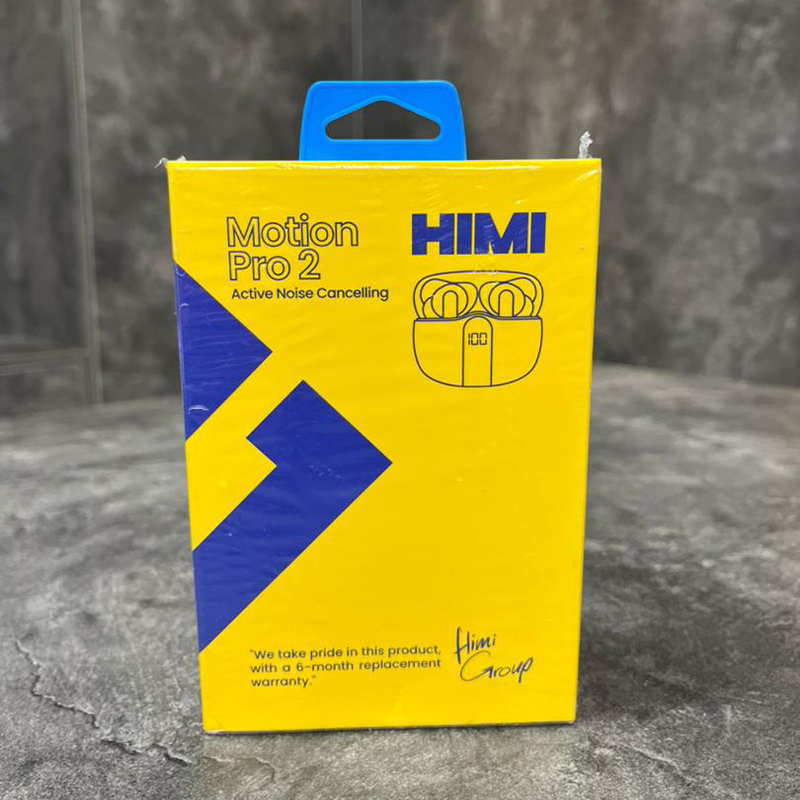 Motion
Pro 2
Active Noise Cancelling
HIMI
100
"We take pride in this product,
with a 6-month replacement
warranty."
Himi
Group